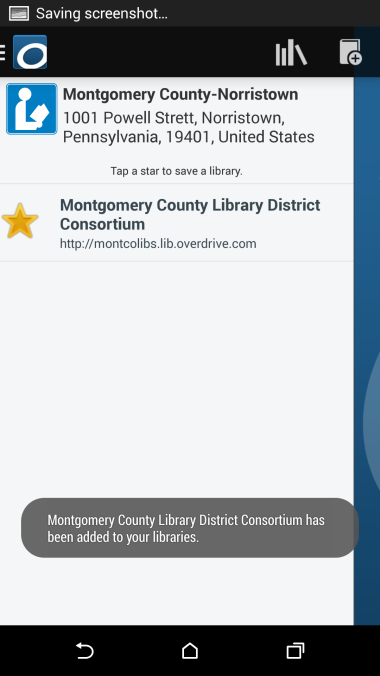 Saving screenshot...
Montgomery County-Norristown
1001 Powell Strett, Norristown,
Pennsylvania, 19401, United States
Tap a star to save a library.
Montgomery County Library District
Consortium
http://montcolibs.lib.overdrive.com
Montgomery County Library District Consortium has
been added to your libraries.